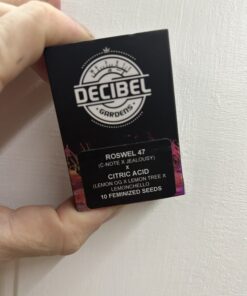 DECIBEL
GARDENS
ROSWEL 47
(C-NOTE X JEALOUSY)
X
CITRIC ACID
(LEMON OG X LEMON TREE X
LEMONCHELLO
10 FEMINIZED SEEDS